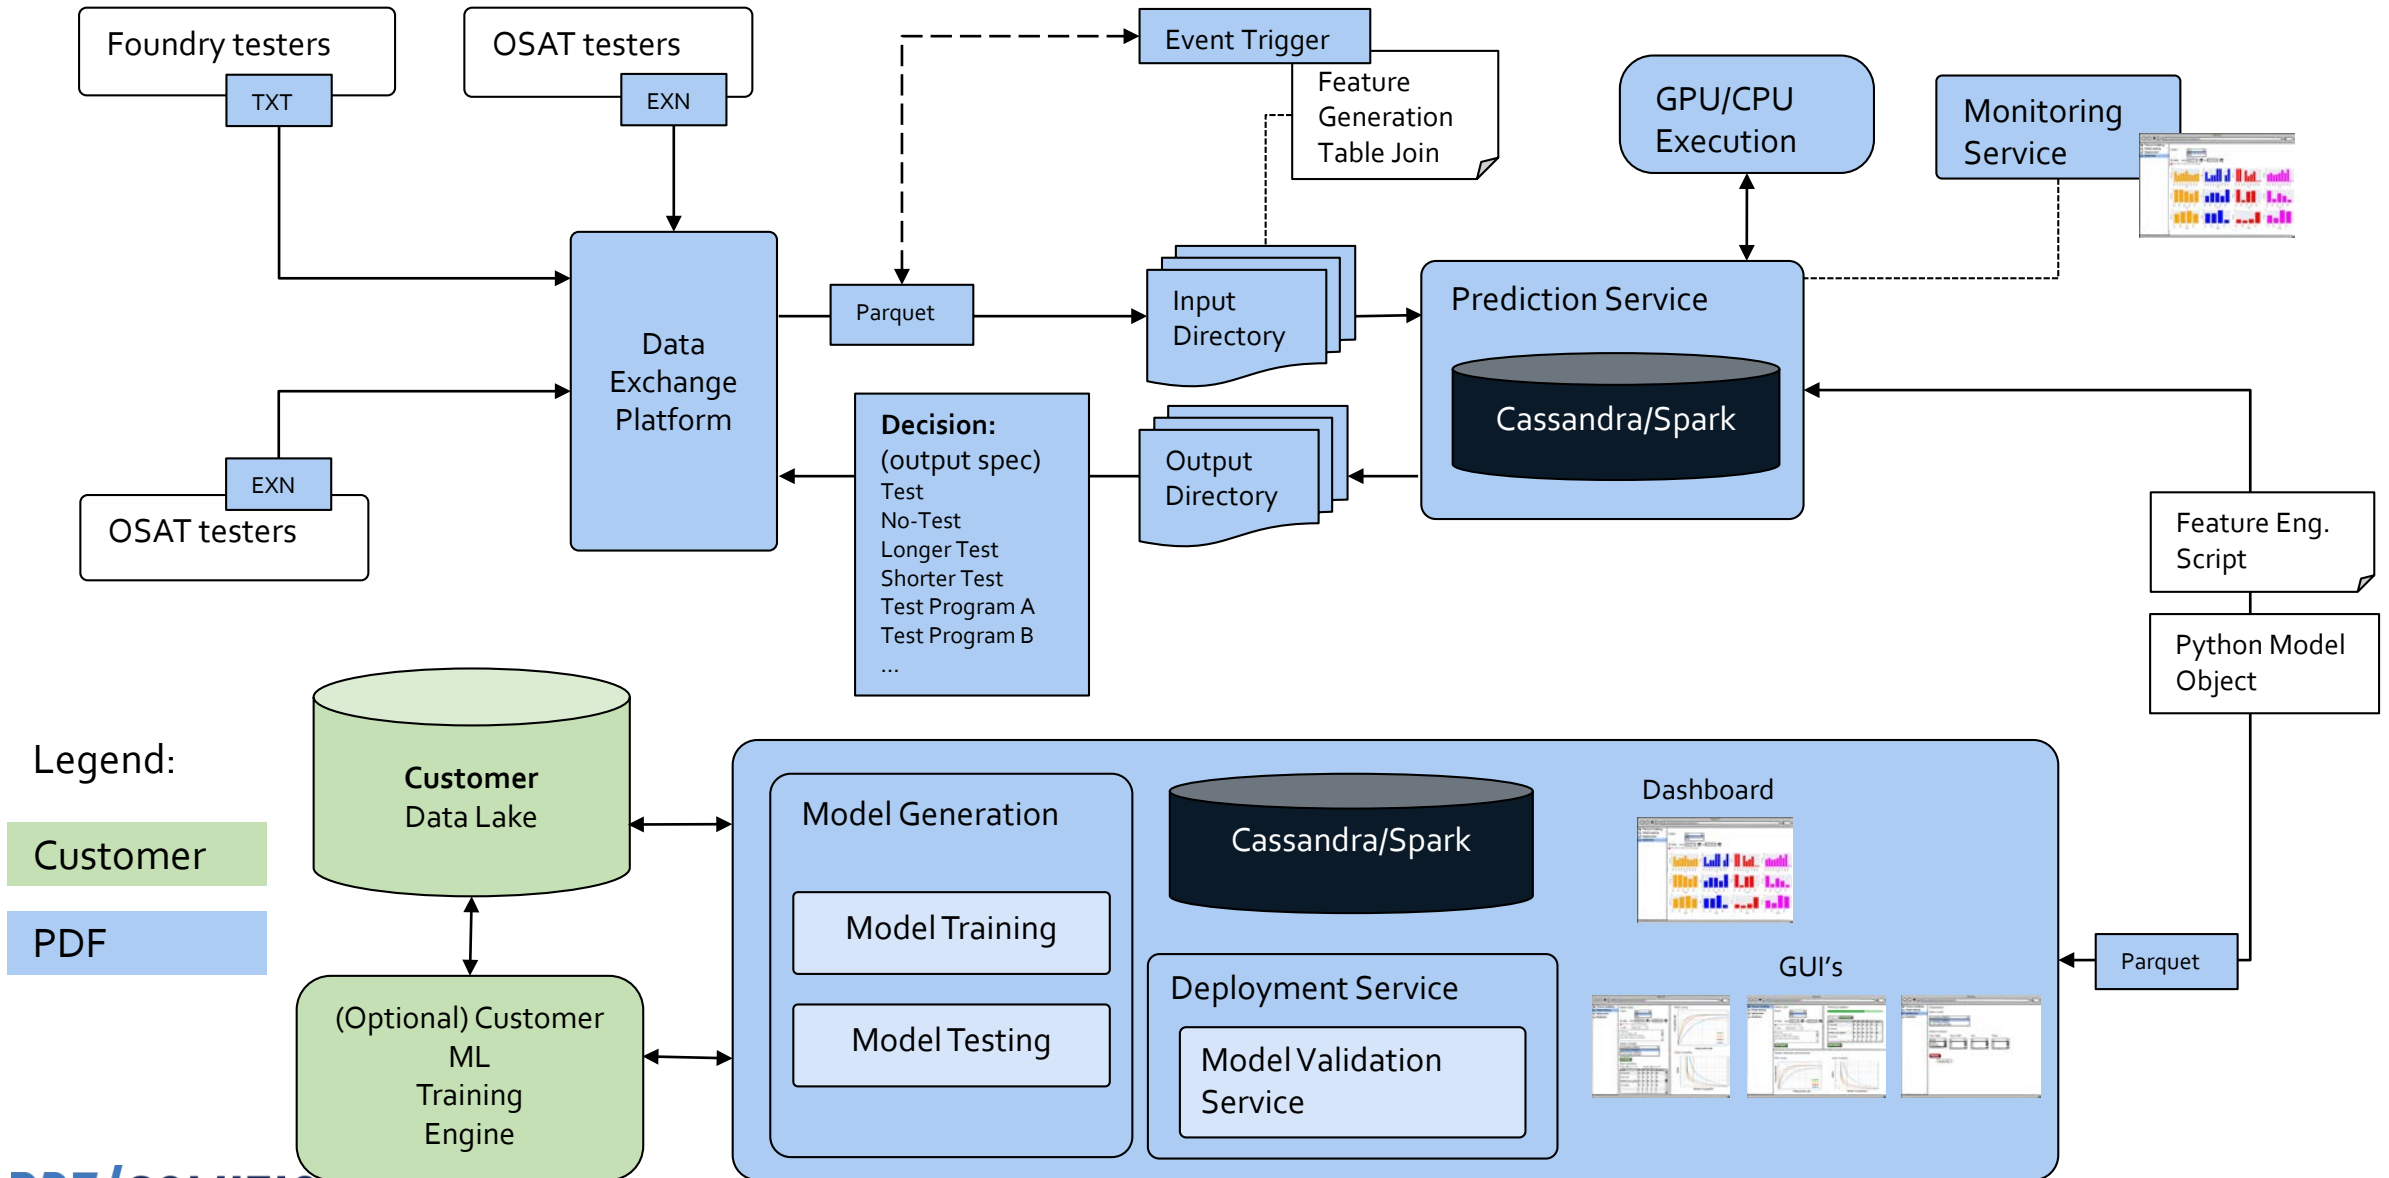 Foundry testers
TXT
OSAT testers
EXN
Event Trigger
Feature
Generation
Table Join
GPU/CPU
Execution
Monitoring
Service
Data
Exchange
Platform
Parquet
Input
Directory
Prediction Service
Cassandra/Spark
EXN
OSAT testers
Decision:
(output spec)
Test
No-Test
Longer Test
Shorter Test
Test Program A
Test Program B
...
Output
Directory
Feature Eng.
Script
Python Model
Object
Legend:
Customer
PDF
Customer
Data Lake
(Optional) Customer
ML
Training
Engine
Model Generation
Model Training
Model Testing
Cassandra/Spark
Deployment Service
Model Validation
Service
Dashboard
GUI's
Parquet